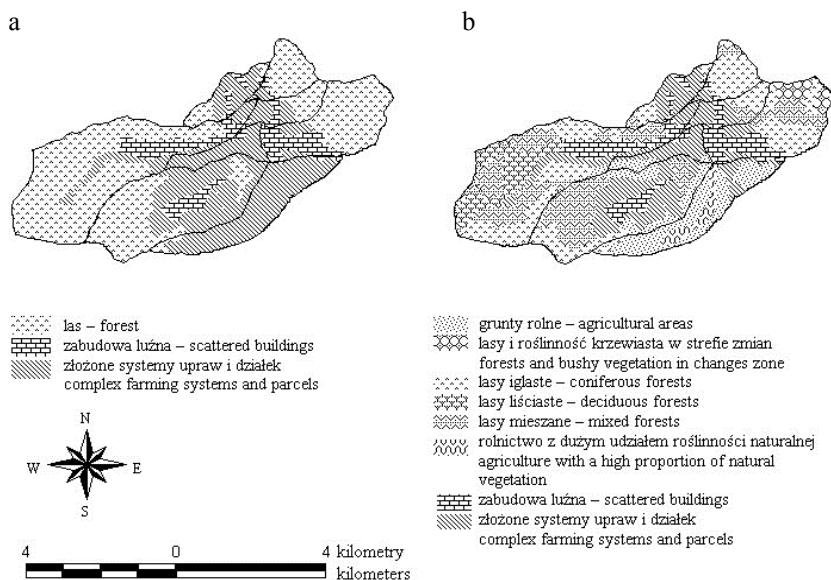 a
b
las – forest
zabudowa luźna – scattered buildings
złożone systemy upraw i działek
complex farming systems and parcels
N
W
E
S
4 0 4 kilometry
kilometers
grunty rolne – agricultural areas
lasy i roślinność krzewiasta w strefie zmian
forests and bushy vegetation in changes zone
lasy iglaste – coniferous forests
lasy liściaste – deciduous forests
lasy mieszane – mixed forests
rolnictwo z dużym udziałem roślinności naturalnej
agriculture with a high proportion of natural
vegetation
zabudowa luźna – scattered buildings
złożone systemy upraw i działek
complex farming systems and parcels